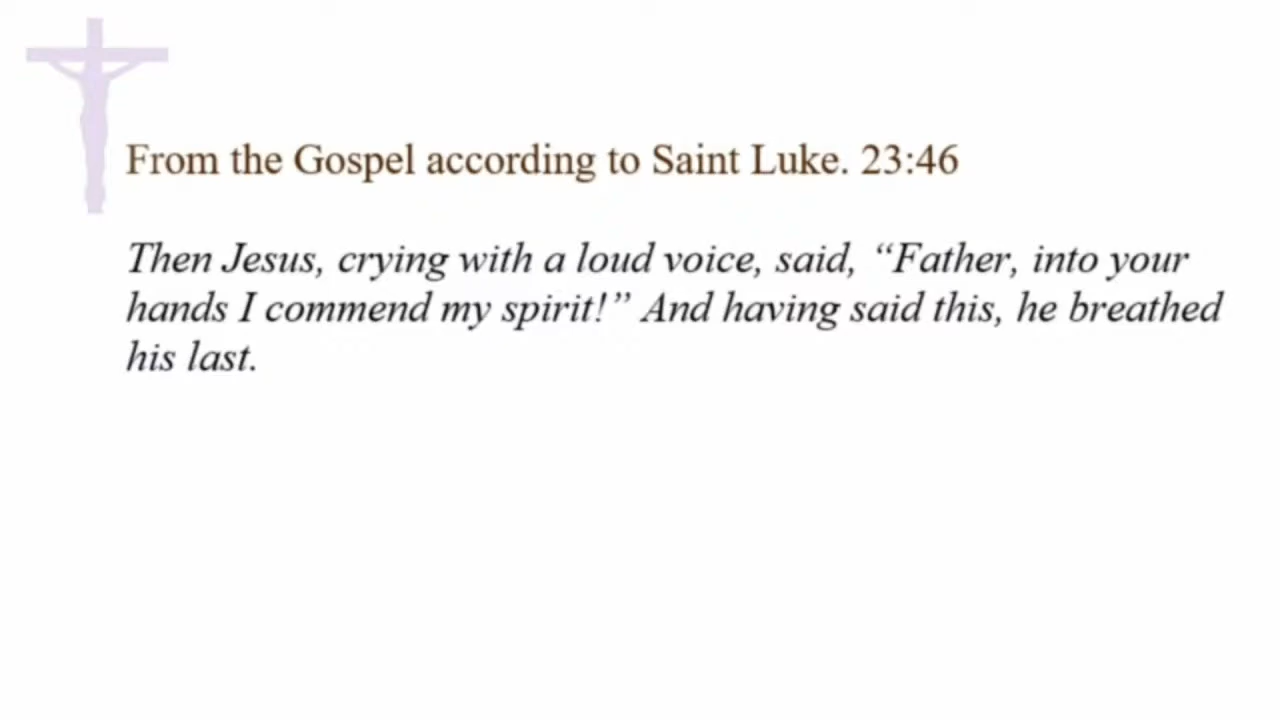 From the Gospel according to Saint Luke. 23:46
Then Jesus, crying with a loud voice, said, “Father, into your
hands I commend my spirit!” And having said this, he breathed
his last.